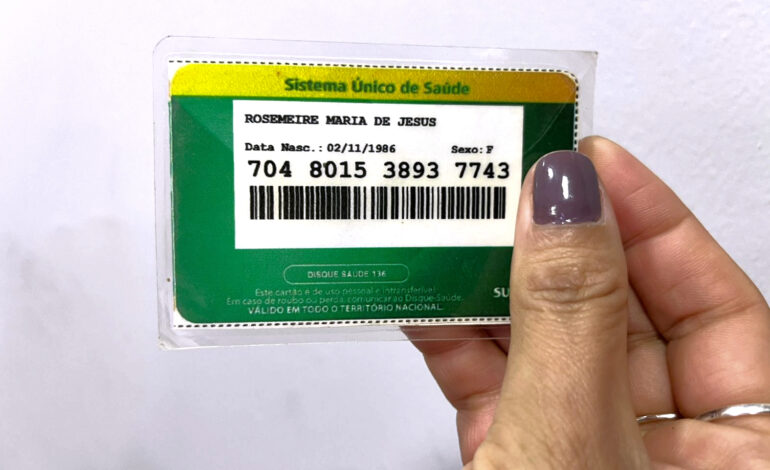 Sistema Único de Saúde
ROSEMEIRE MARIA DE JESUS
Data Nasc.: 02/11/1986 Sexo: F
704 8015 3893 7743
DISQUE SAÚDE 136
Este cartão é de uso pessoal e intransferível.
Em caso de roubo ou perda, comunicar ao Disque-Saúde.
VÁLIDO EM TODO O TERRITÓRIO NACIONAL.
SU